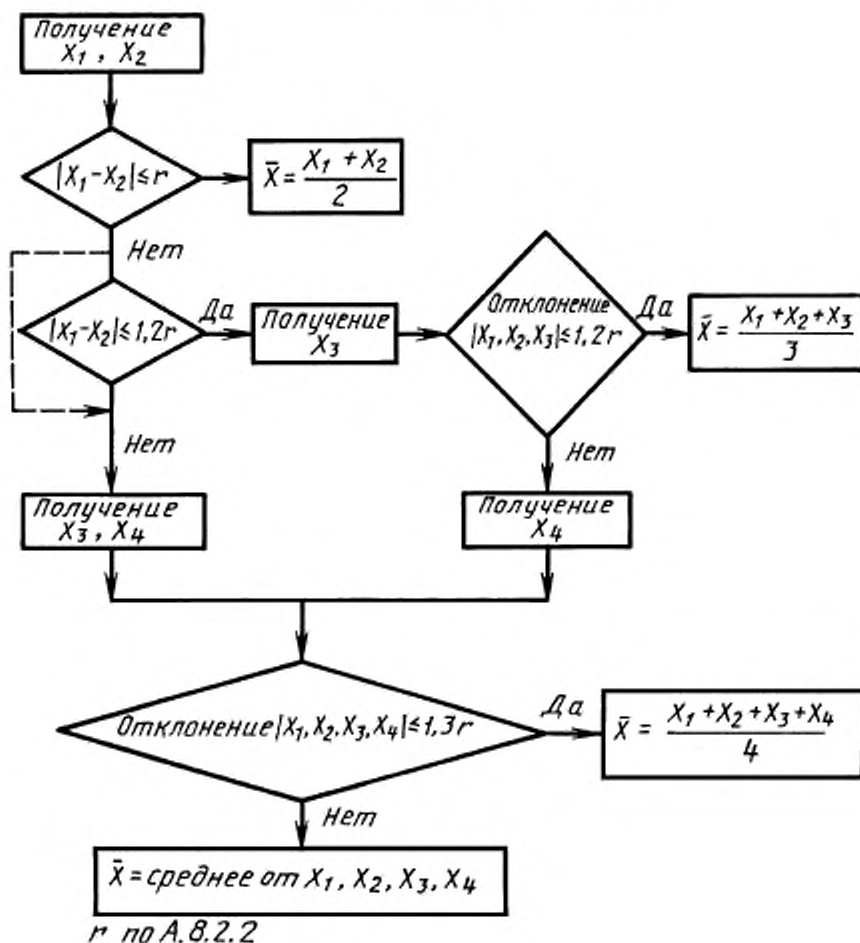 Получение
X1, X2
|X1–X2|≤r
X̄ = X1 + X2
2
Нет
|X1–X2|≤1,2r
Да
Получение
X3
Отклонение
|X1,X2,X3|≤1,2r
Да
X̄ = X1 + X2 + X3
3
Нет
Нет
Получение
X3, X4
Получение
X4
Отклонение |X1,X2,X3,X4|≤1,3r
Да
X̄ = X1 + X2 + X3 + X4
4
Нет
X̄ = среднее от X1, X2, X3, X4
r по А.8.2.2